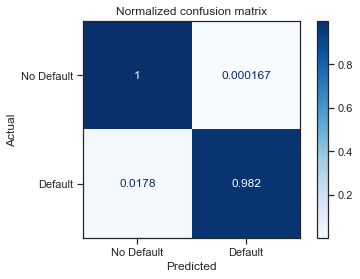 Normalized confusion matrix
No Default
1
0.000167
Default
0.0178
0.982
No Default
Default
Predicted
Actual
0.8
0.6
0.4
0.2